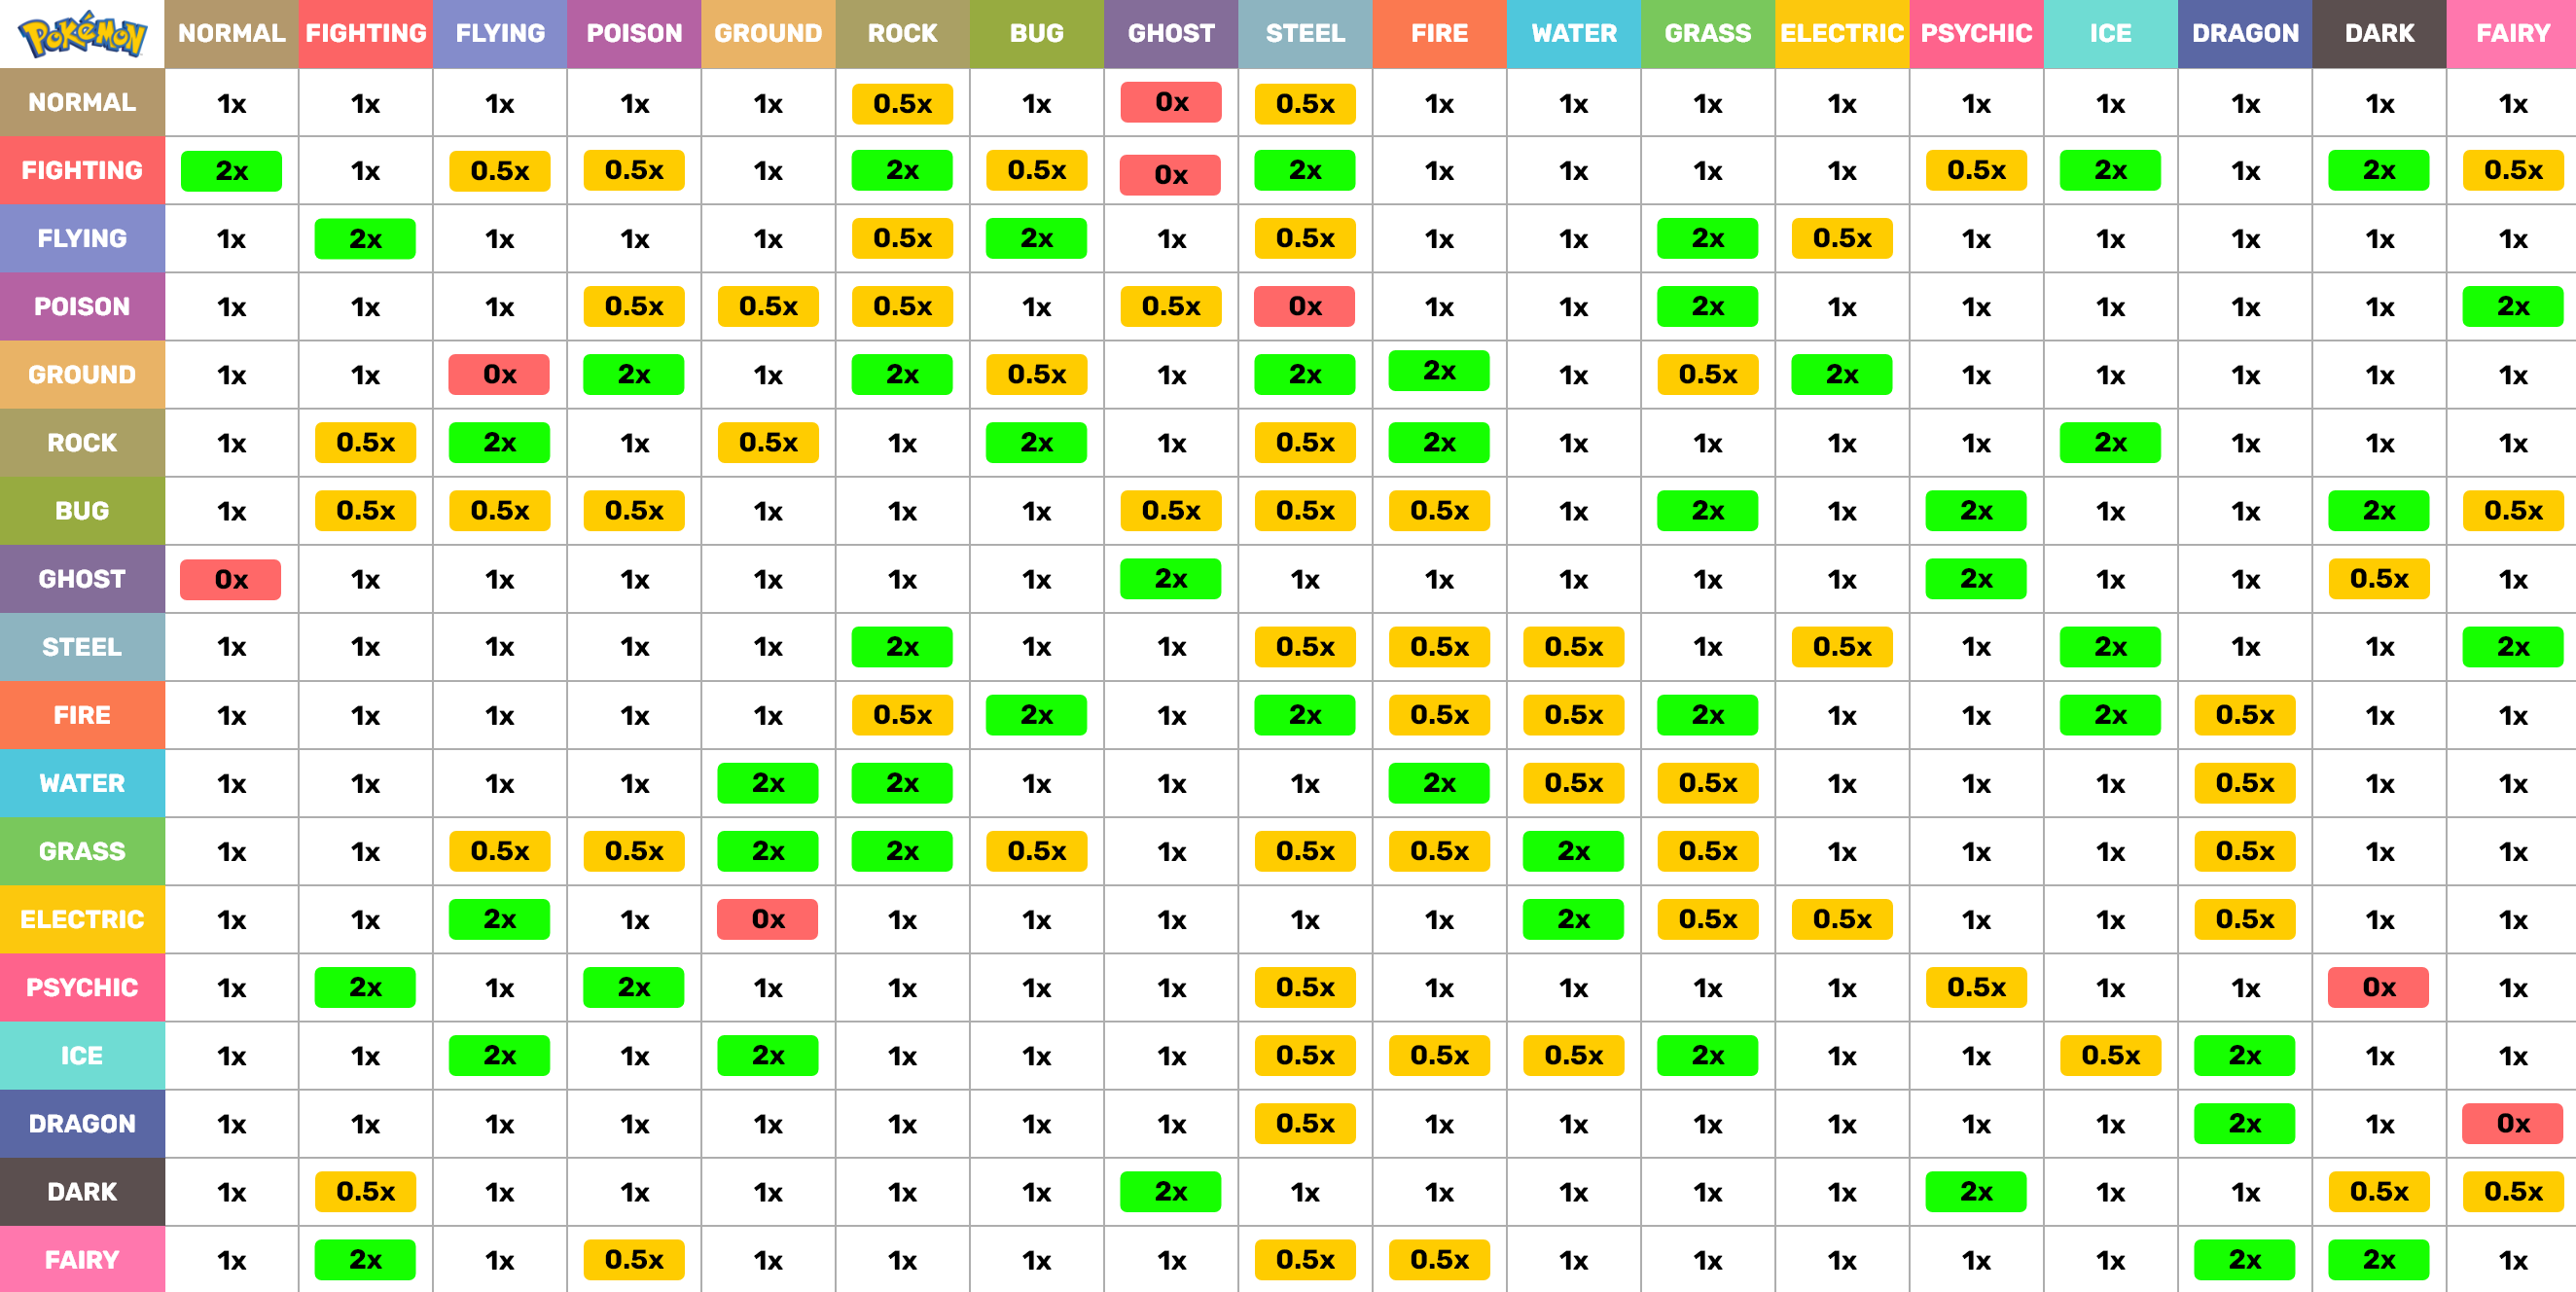 Pokémon NORMAL FIGHTING FLYING POISON GROUND ROCK BUG GHOST STEEL FIRE WATER GRASS ELECTRIC PSYCHIC ICE DRAGON DARK FAIRY
NORMAL 1x 1x 1x 1x 1x 0.5x 1x 0x 0.5x 1x 1x 1x 1x 1x 1x 1x 1x 1x
FIGHTING 2x 1x 0.5x 0.5x 1x 2x 0.5x 0x 2x 1x 1x 1x 1x 0.5x 2x 1x 2x 0.5x
FLYING 1x 2x 1x 1x 1x 0.5x 2x 1x 0.5x 1x 1x 2x 0.5x 1x 1x 1x 1x 1x
POISON 1x 1x 1x 0.5x 0.5x 0.5x 1x 0.5x 0x 1x 1x 2x 1x 1x 1x 1x 1x 2x
GROUND 1x 1x 0x 2x 1x 2x 0.5x 1x 2x 2x 1x 0.5x 2x 1x 1x 1x 1x 1x
ROCK 1x 0.5x 2x 1x 0.5x 1x 2x 1x 0.5x 2x 1x 1x 1x 1x 2x 1x 1x 1x
BUG 1x 0.5x 0.5x 0.5x 1x 1x 1x 0.5x 0.5x 0.5x 1x 2x 1x 2x 1x 1x 2x 0.5x
GHOST 0x 1x 1x 1x 1x 1x 1x 2x 1x 1x 1x 1x 1x 2x 1x 1x 0.5x 1x
STEEL 1x 1x 1x 1x 1x 2x 1x 1x 0.5x 0.5x 0.5x 1x 0.5x 1x 2x 1x 1x 2x
FIRE 1x 1x 1x 1x 1x 0.5x 2x 1x 2x 0.5x 0.5x 2x 1x 1x 2x 0.5x 1x 1x
WATER 1x 1x 1x 1x 2x 2x 1x 1x 1x 2x 0.5x 0.5x 1x 1x 1x 0.5x 1x 1x
GRASS 1x 1x 0.5x 0.5x 2x 2x 0.5x 1x 0.5x 0.5x 2x 0.5x 1x 1x 1x 0.5x 1x 1x
ELECTRIC 1x 1x 2x 1x 0x 1x 1x 1x 1x 1x 2x 0.5x 0.5x 1x 1x 0.5x 1x 1x
PSYCHIC 1x 2x 1x 2x 1x 1x 1x 1x 0.5x 1x 1x 1x 1x 0.5x 1x 1x 0x 1x
ICE 1x 1x 2x 1x 2x 1x 1x 1x 0.5x 0.5x 0.5x 2x 1x 1x 0.5x 2x 1x 1x
DRAGON 1x 1x 1x 1x 1x 1x 1x 1x 0.5x 1x 1x 1x 1x 1x 1x 2x 1x 0x
DARK 1x 0.5x 1x 1x 1x 1x 1x 2x 1x 1x 1x 1x 1x 2x 1x 1x 0.5x 0.5x
FAIRY 1x 2x 1x 0.5x 1x 1x 1x 1x 0.5x 0.5x 1x 1x 1x 1x 1x 2x 2x 1x